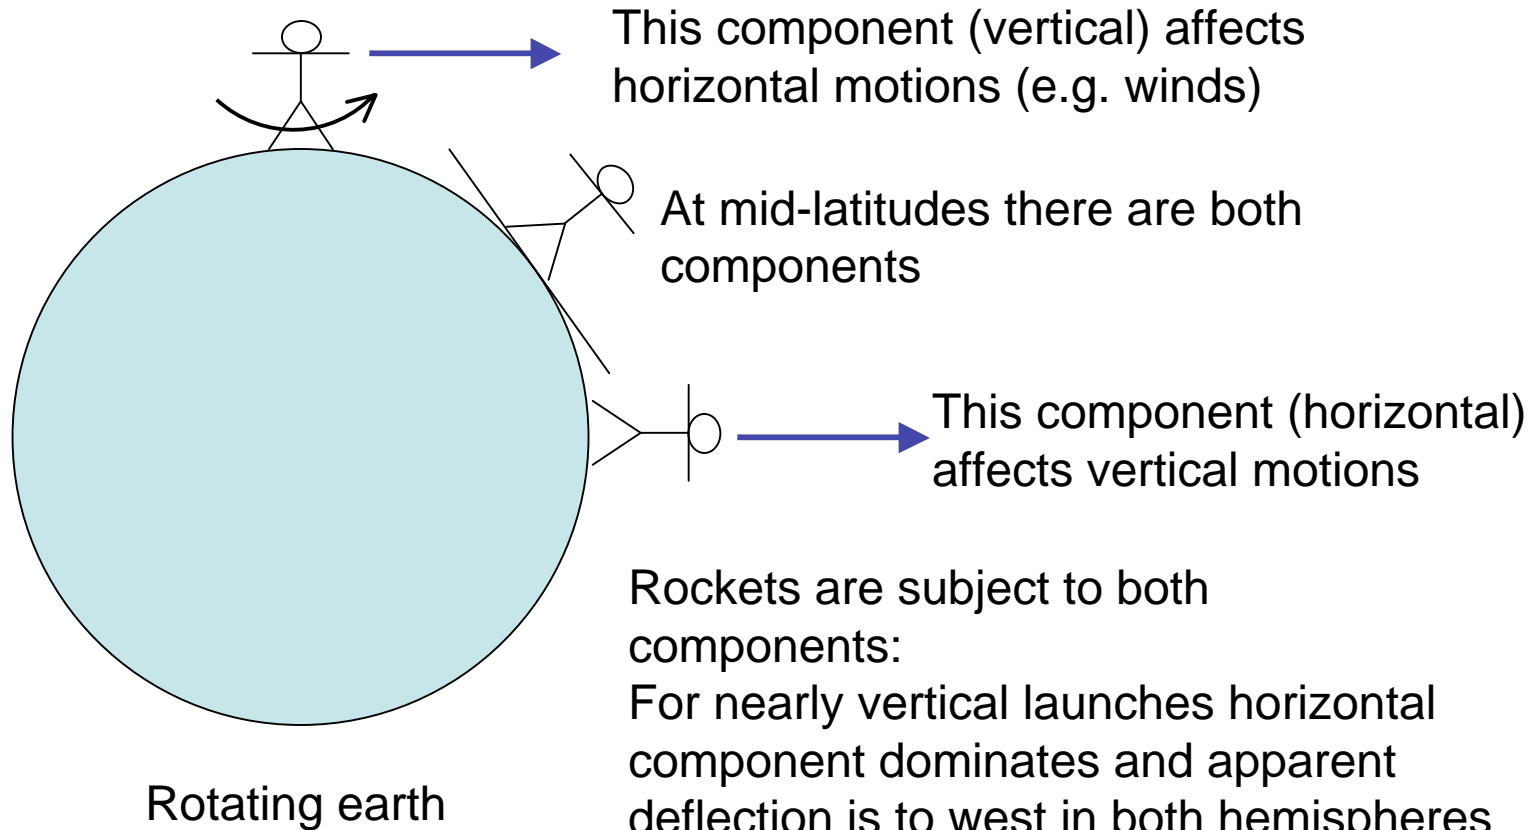 This component (vertical) affects
horizontal motions (e.g. winds)
At mid-latitudes there are both
components
This component (horizontal)
affects vertical motions
Rockets are subject to both
components:
For nearly vertical launches horizontal
component dominates and apparent
deflection is to west in both hemispheres
Rotating earth